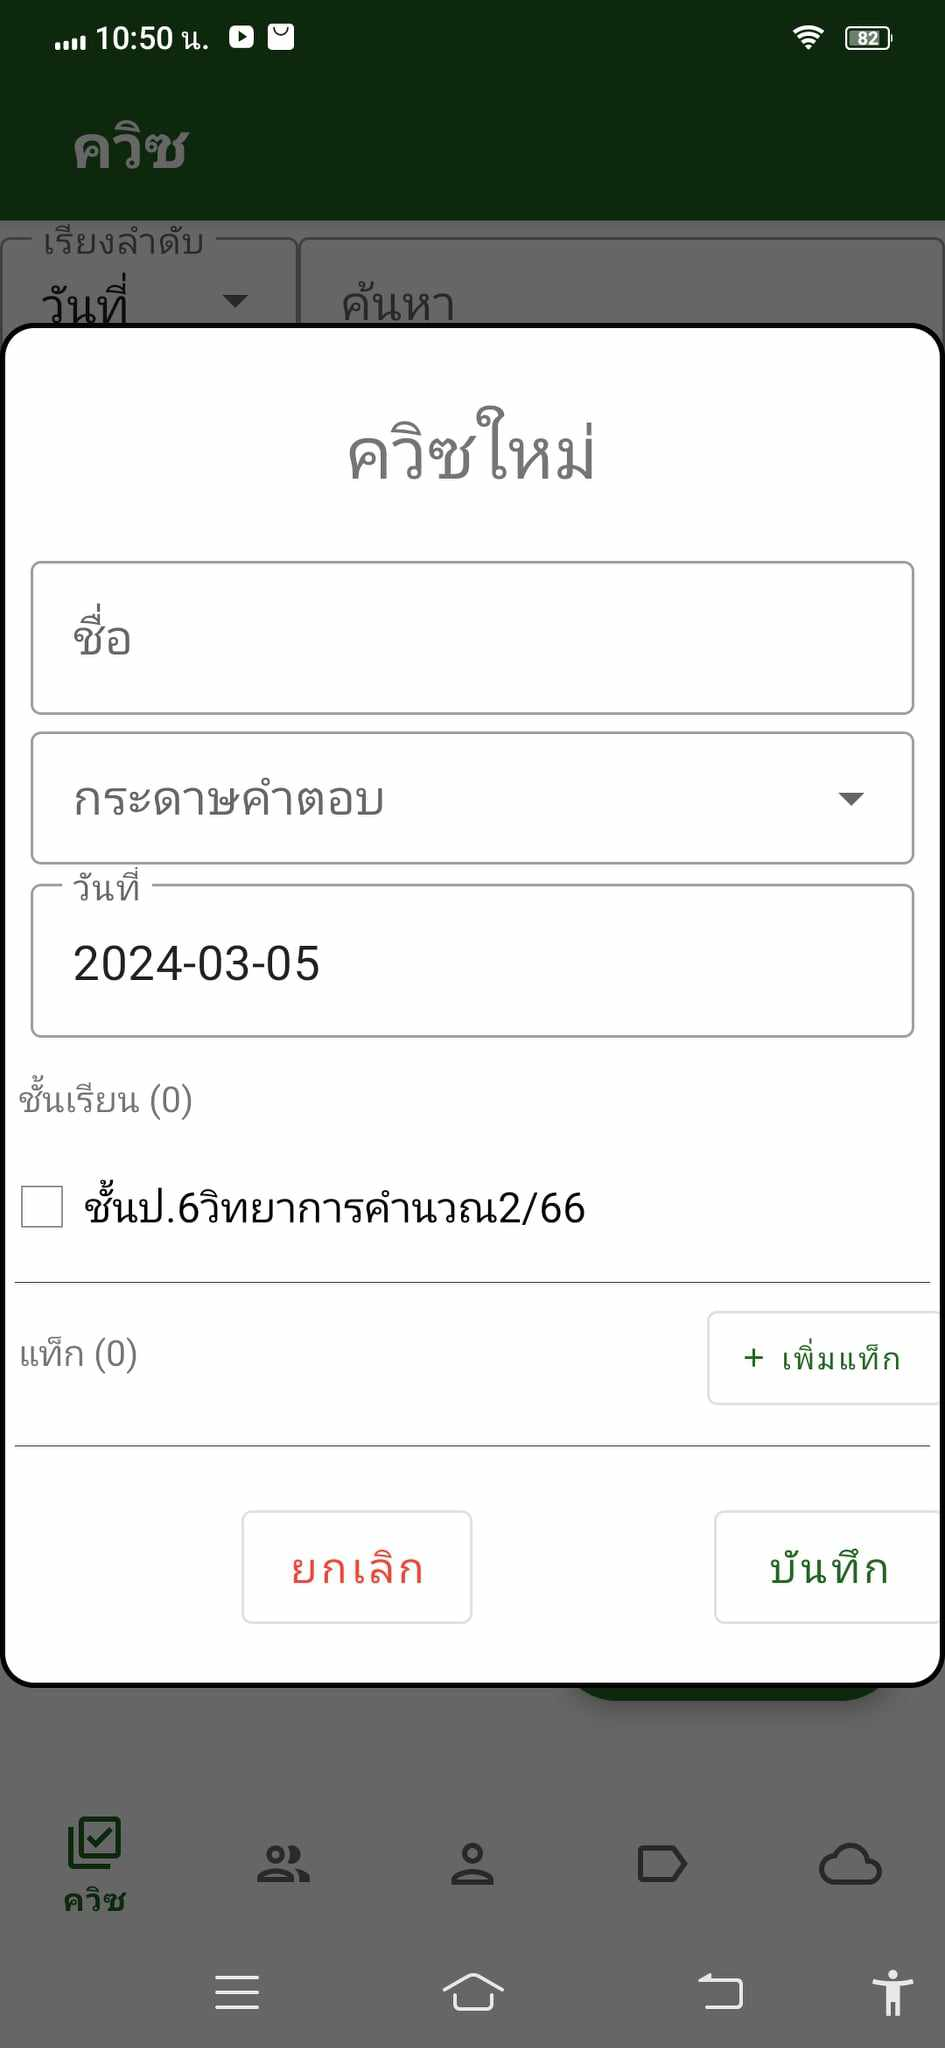 10:50 น.
82
ควิซ
เรียงลำดับ
วันที่
ค้นหา
ควิซใหม่
ชื่อ
กระดาษคำตอบ
วันที่
2024-03-05
ชั้นเรียน (0)
ชั้นป.6วิทยาการคำนวณ2/66
แท็ก (0)
+ เพิ่มแท็ก
ยกเลิก
บันทึก
ควิซ